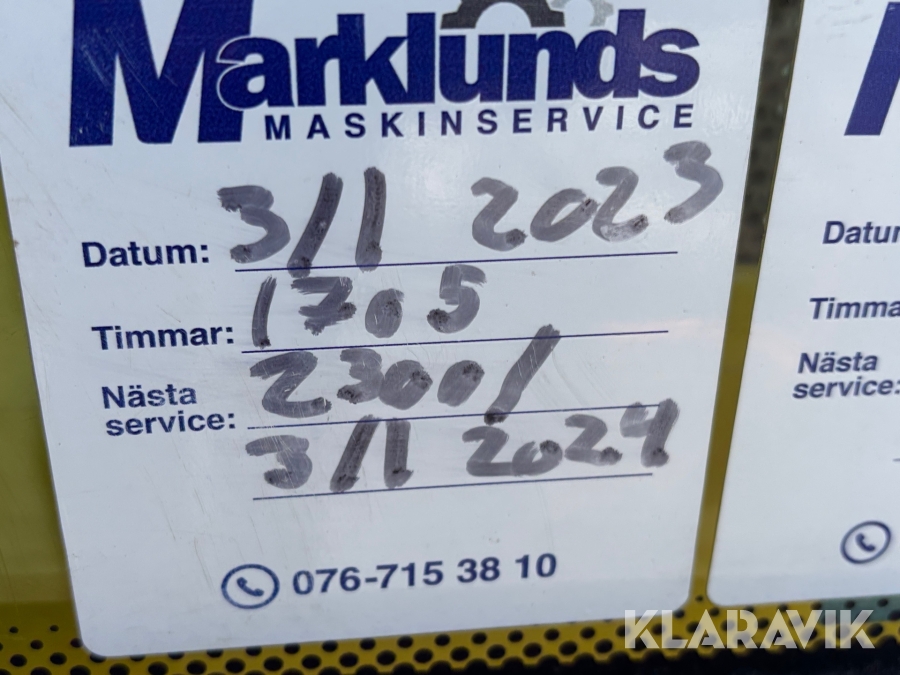 Marklunds
MASKINSERVICE
Datum: 3/1 2023
Timmar: 1705
Nästa service: 2300/
3/1 2024
076-715 38 10
Datum
Timma
Nästa
service:
KLARAVIK